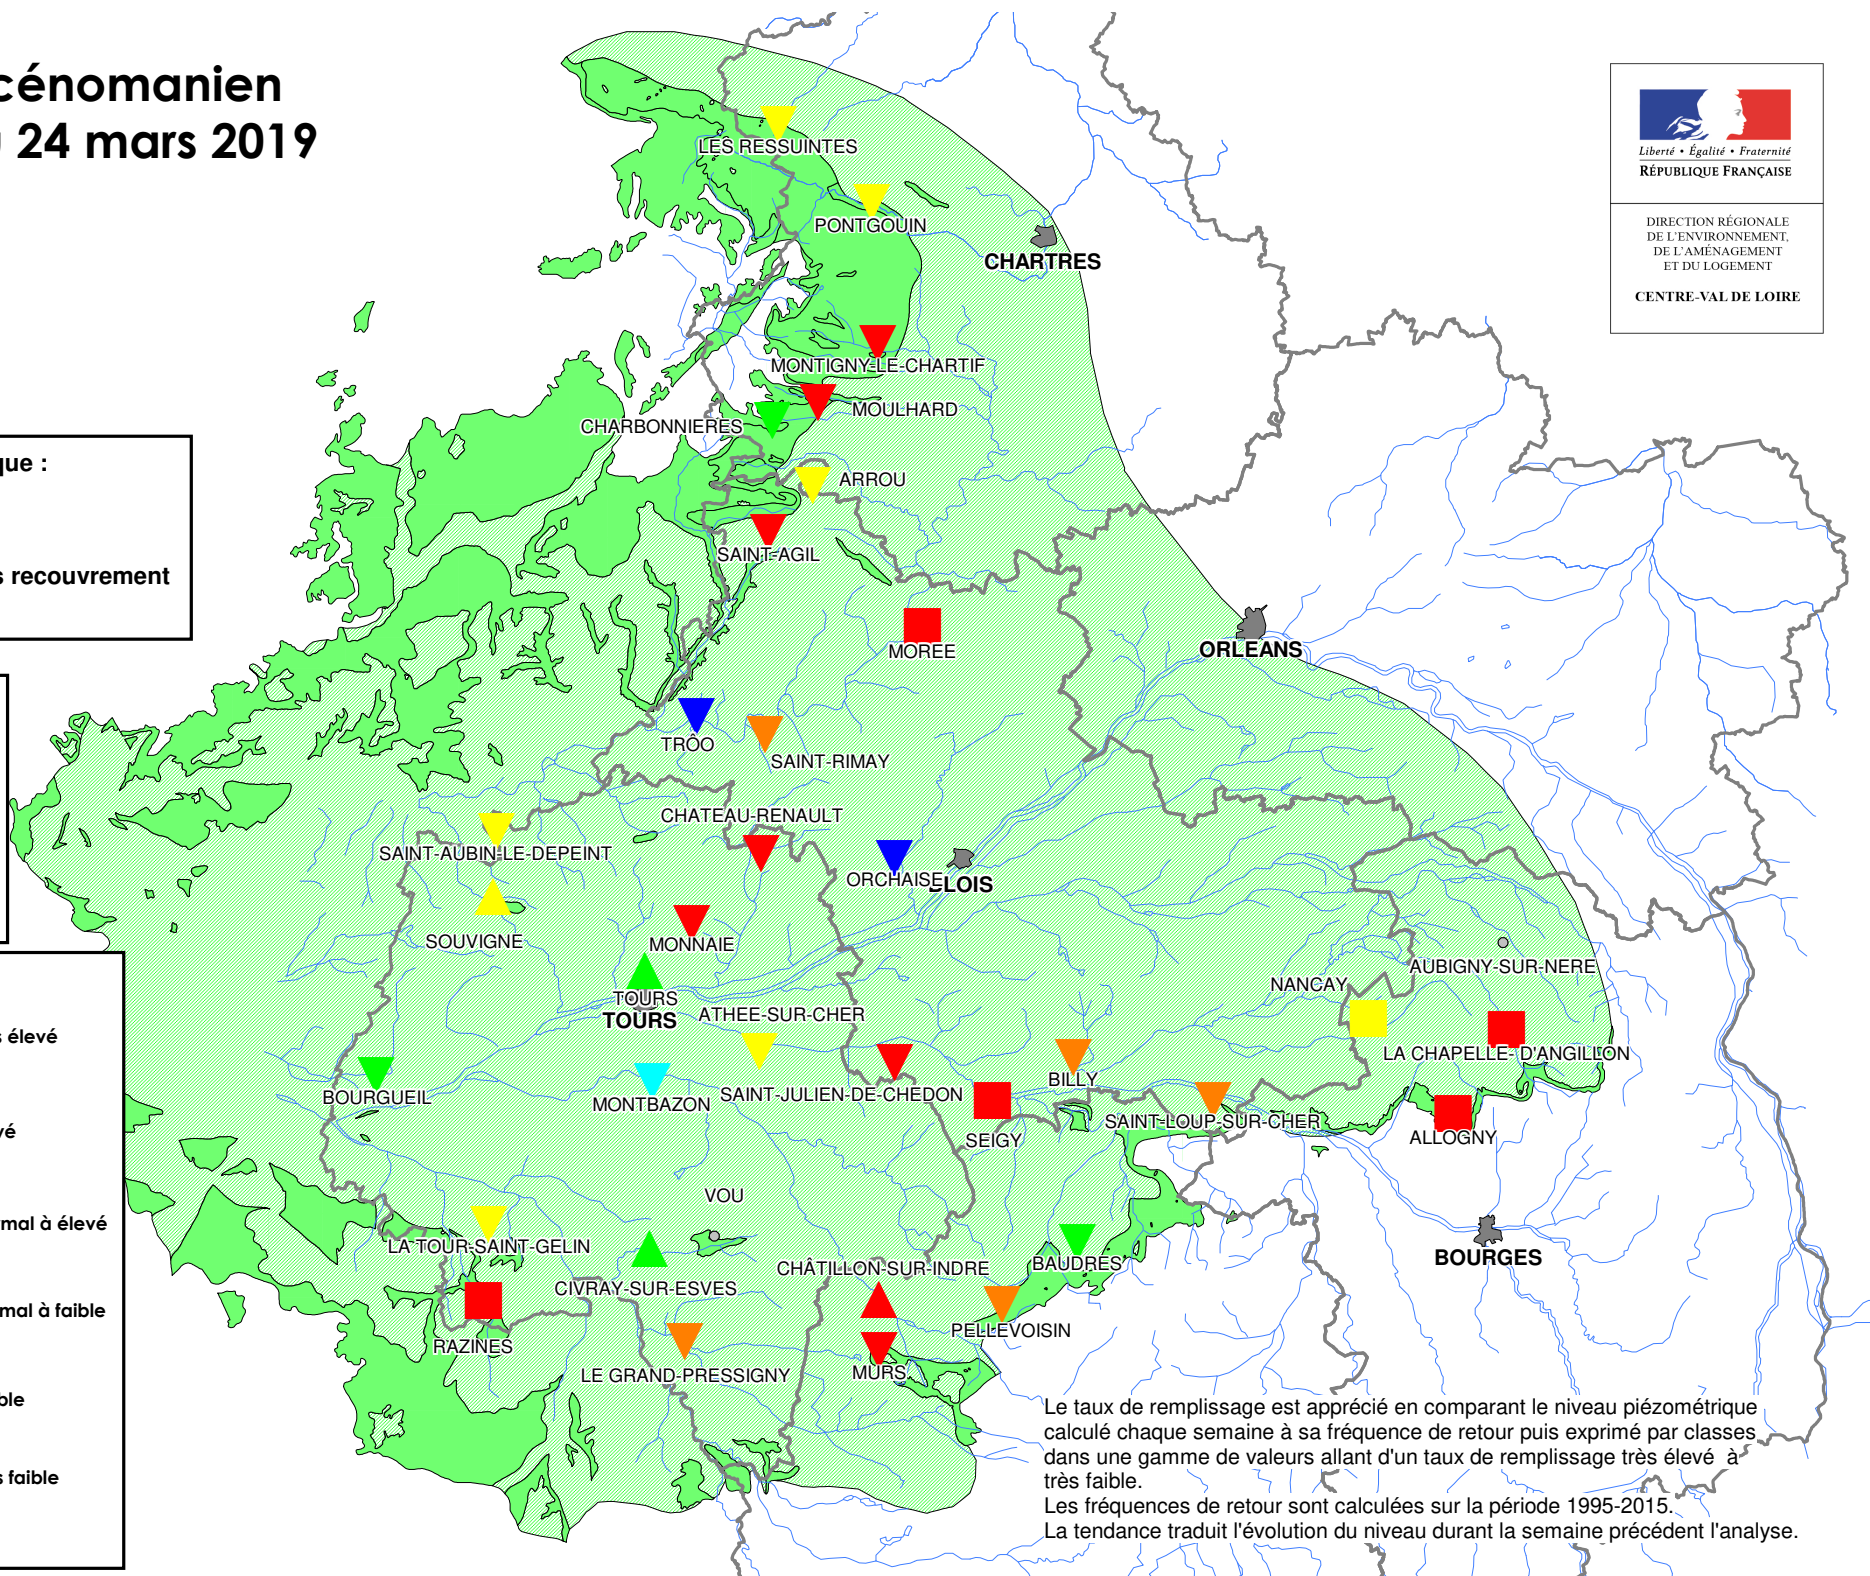 cénomanien
24 mars 2019
Liberté • Égalité • Fraternité
RÉPUBLIQUE FRANÇAISE
DIRECTION RÉGIONALE
DE L'ENVIRONNEMENT,
DE L'AMÉNAGEMENT
ET DU LOGEMENT
CENTRE-VAL DE LOIRE
LES RESSUINTES
PONTGOUIN
CHARTRES
MONTIGNY-LE-CHARTIF
MOULHARD
CHARBONNIERES
que :
ARROU
SAINT-AGIL
s recouvrement
MOREE
ORLEANS
TRÔO
SAINT-RIMAY
CHATEAU-RENAULT
SAINT-AUBIN-LE-DEPEINT
ORCHAISE
BLOIS
SOUVIGNE
MONNAIE
AUBIGNY-SUR-NERE
NANCAY
TOURS
TOURS
ATHEE-SUR-CHER
s élevé
LA CHAPELLE- D'ANGILLON
BILLY
BOURGUEIL
MONTBAZON
SAINT-JULIEN-DE-CHEDON
SAINT-LOUP-SUR-CHER
vé
SEIGY
ALLOGNY
VOU
mal à élevé
LA TOUR-SAINT-GELIN
CHÂTILLON-SUR-INDRE
BAUDRES
BOURGES
CIVRAY-SUR-ESVES
mal à faible
PELLEVOISIN
RAZINES
LE GRAND-PRESSIGNY
MURS
ble
s faible
Le taux de remplissage est apprécié en comparant le niveau piézométrique
calculé chaque semaine à sa fréquence de retour puis exprimé par classes
dans une gamme de valeurs allant d'un taux de remplissage très élevé à
très faible.
Les fréquences de retour sont calculées sur la période 1995-2015.
La tendance traduit l'évolution du niveau durant la semaine précédent l'analyse.